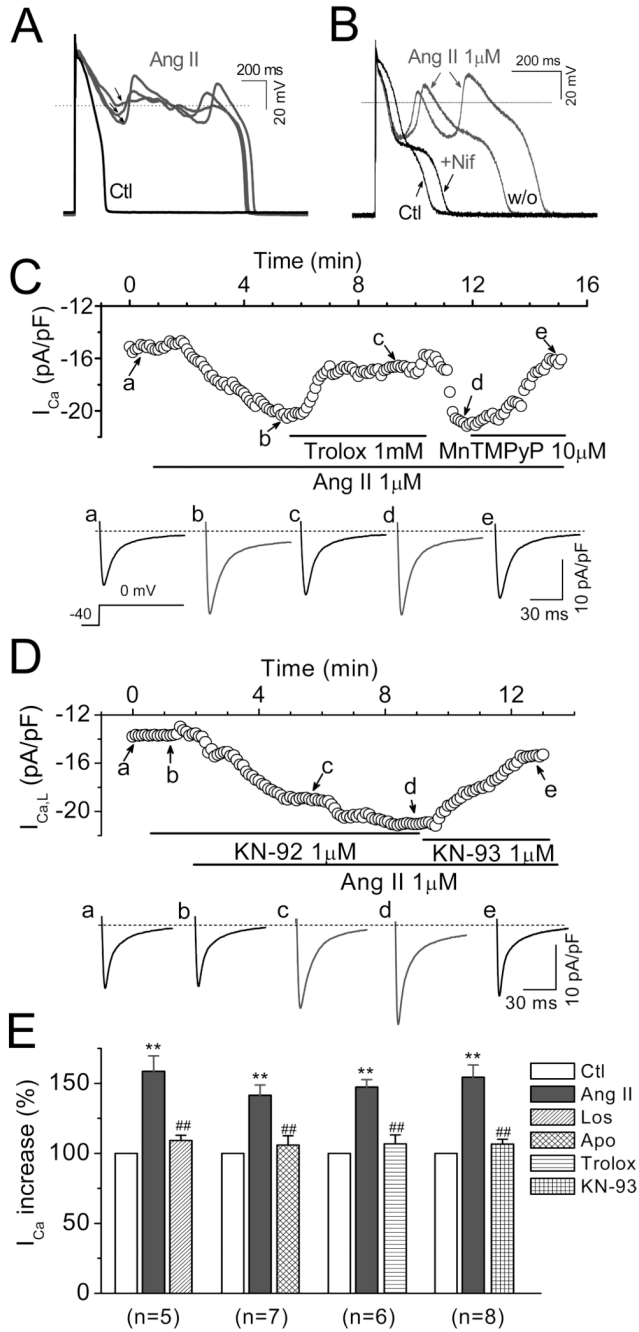 A
Ang II
200 ms
20 mV
Ctl
B
Ang II 1μM
200 ms
20 mV
+Nif
Ctl
w/o
C
Time (min)
0 4 8 12 16
-12
-16
-20
I_Ca (pA/pF)
a
b
c
d
e
Trolox 1mM
MnTMPyP 10μM
Ang II 1μM
a b c d e
0 mV
-40
30 ms
10 pA/pF
D
Time (min)
0 4 8 12
-12
-16
-20
I_Ca,L (pA/pF)
a
b
c
d
e
KN-92 1μM
KN-93 1μM
Ang II 1μM
a b c d e
30 ms
10 pA/pF
E
I_Ca increase (%)
150
100
50
0
** ** ** **
## ## ## ##
(n=5) (n=7) (n=6) (n=8)
Ctl
Ang II
Los
Apo
Trolox
KN-93